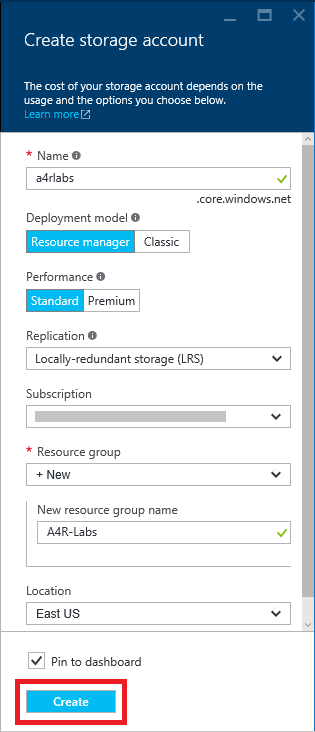 Create storage account
The cost of your storage account depends on the
usage and the options you choose below.
Learn more
* Name
a4rlabs
.core.windows.net
Deployment model
Resource manager Classic
Performance
Standard Premium
Replication
Locally-redundant storage (LRS)
Subscription
* Resource group
+ New
New resource group name
A4R-Labs
Location
East US
Pin to dashboard
Create